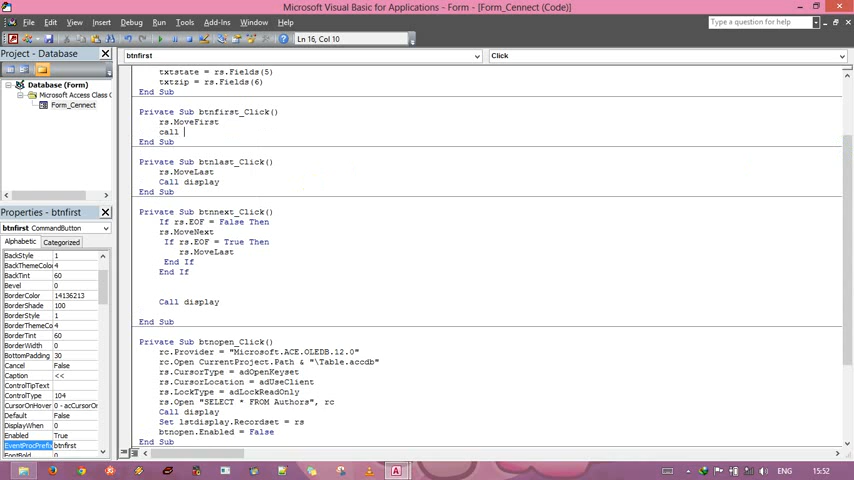 Microsoft Visual Basic for Applications - Form - [Form_Cennect (Code)]
File Edit View Insert Debug Run Tools Add-Ins Window Help
Type a question for help
Ln 16, Col 10
Project - Database
btnfirst
Click
Database (Form)
Microsoft Access Class C
Form_Cennect
txtstate = rs.Fields(5)
txtzip = rs.Fields(6)
End Sub
Private Sub btnfirst_Click()
rs.MoveFirst
call
End Sub
Private Sub btnlast_Click()
rs.MoveLast
Call display
End Sub
Private Sub btnnext_Click()
If rs.EOF = False Then
rs.MoveNext
If rs.EOF = True Then
rs.MoveLast
End If
End If
Call display
End Sub
Private Sub btnopen_Click()
rc.Provider = "Microsoft.ACE.OLEDB.12.0"
rc.Open CurrentProject.Path & "\Table.accdb"
rs.CursorType = adOpenKeyset
rs.CursorLocation = adUseClient
rs.LockType = adLockReadOnly
rs.Open "SELECT * FROM Authors", rc
Call display
Set lstdisplay.Recordset = rs
btnopen.Enabled = False
End Sub
Properties - btnfirst
btnfirst CommandButton
Alphabetic Categorized
BackStyle 1
BackThemeColo 4
BackTint 60
Bevel 0
BorderColor 14136213
BorderShade 100
BorderStyle 1
BorderThemeCo 4
BorderTint 60
BorderWidth 0
BottomPadding 30
Cancel False
Caption <<
ControlTipText
ControlType 104
CursorOnHover 0 - acCursorOn
Default False
DisplayWhen 0
Enabled True
EventProcPrefix btnfirst
FontBold 0
ENG 15:52